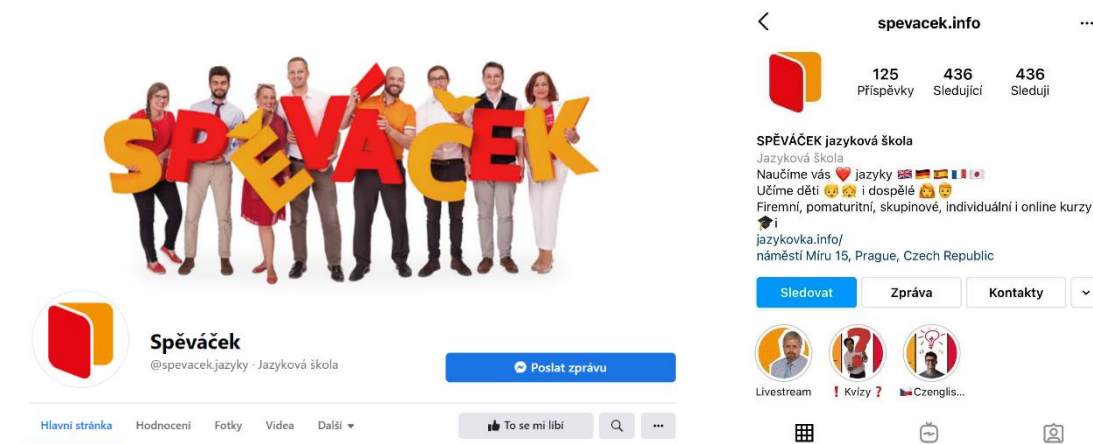 SPĚVÁČEK
Spěváček
@spevacek.jazyky · Jazyková škola
Poslat zprávu
Hlavní stránka Hodnocení Fotky Videa Další
To se mi líbí
spevacek.info
125 436 436
Příspěvky Sledující Sleduji
SPĚVÁČEK jazyková škola
Jazyková škola
Naučíme vás ❤️ jazyky 🇬🇧🇩🇪🇪🇸🇫🇷🇯🇵
Učíme děti 👦👧 i dospělé 👩👨
Firemní, pomaturitní, skupinové, individuální i online kurzy
🎓i
jazykovka.info/
náměstí Míru 15, Prague, Czech Republic
Sledovat Zpráva Kontakty
Livestream ❗ Kvízy ❓ 🇨🇿Czenglis...